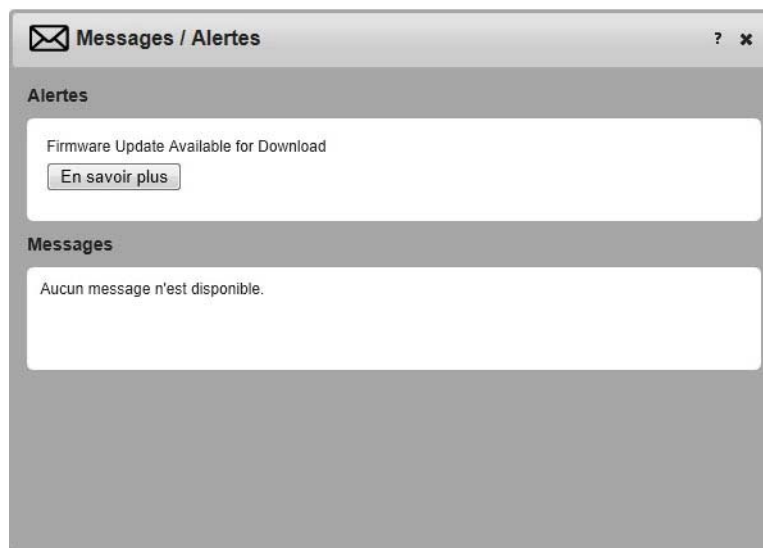 Messages / Alertes
? ×
Alertes
Firmware Update Available for Download
En savoir plus
Messages
Aucun message n'est disponible.